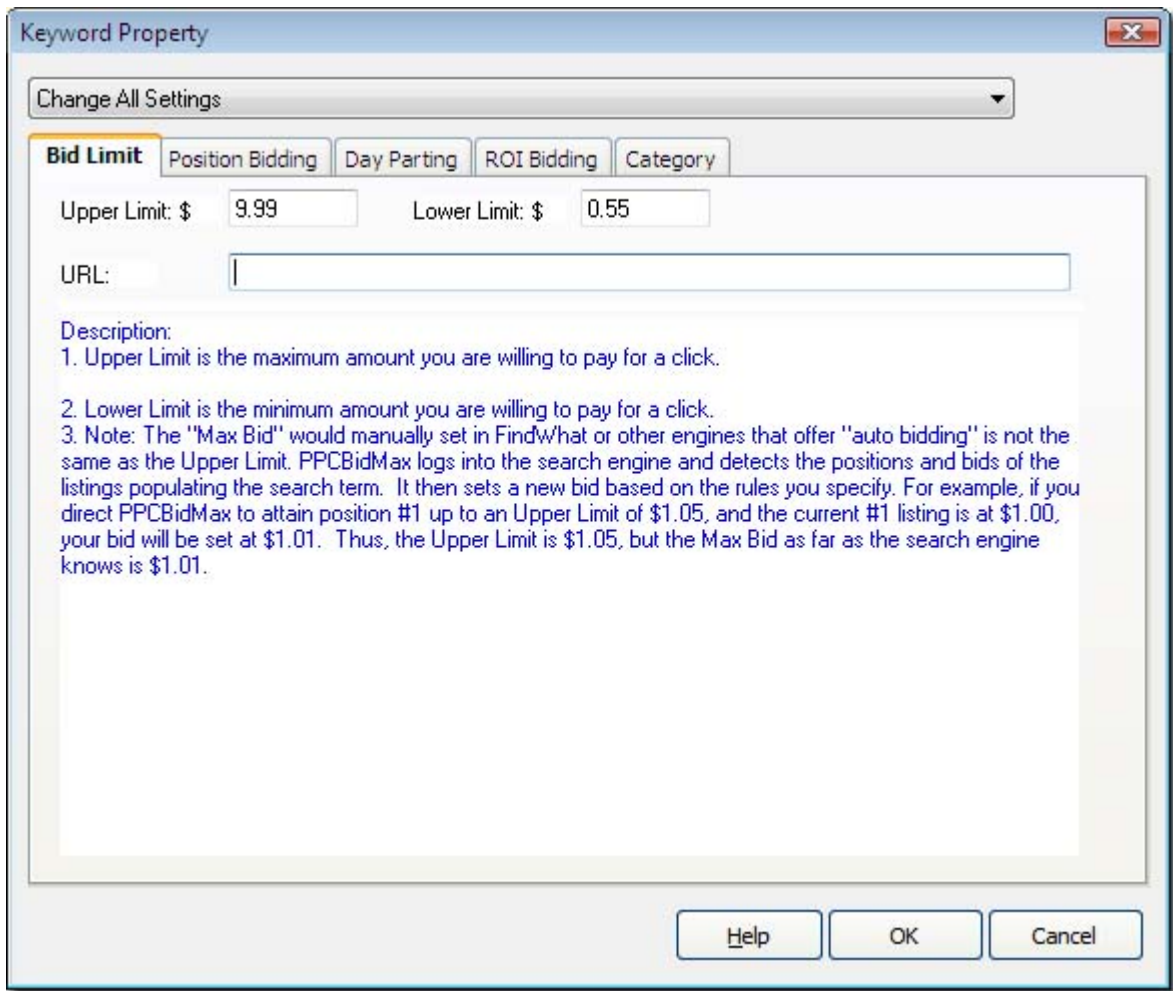 Keyword Property
Change All Settings
Bid Limit Position Bidding Day Parting ROI Bidding Category
Upper Limit: $ 9.99 Lower Limit: $ 0.55
URL:
Description:
1. Upper Limit is the maximum amount you are willing to pay for a click.
2. Lower Limit is the minimum amount you are willing to pay for a click.
3. Note: The "Max Bid" would manually set in FindWhat or other engines that offer "auto bidding" is not the
same as the Upper Limit. PPCBidMax logs into the search engine and detects the positions and bids of the
listings populating the search term. It then sets a new bid based on the rules you specify. For example, if you
direct PPCBidMax to attain position #1 up to an Upper Limit of $1.05, and the current #1 listing is at $1.00,
your bid will be set at $1.01. Thus, the Upper Limit is $1.05, but the Max Bid as far as the search engine
knows is $1.01.
Help OK Cancel